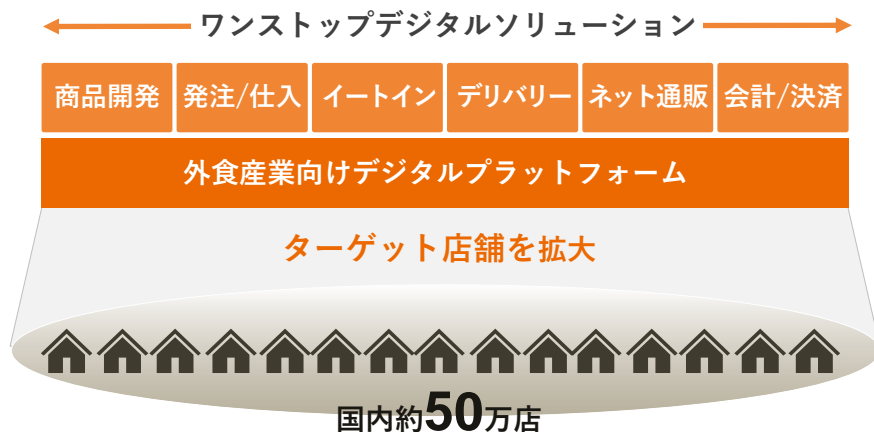 ワンストップデジタルソリューション
商品開発 発注/仕入 イートイン デリバリー ネット通販 会計/決済
外食産業向けデジタルプラットフォーム
ターゲット店舗を拡大
国内約50万店